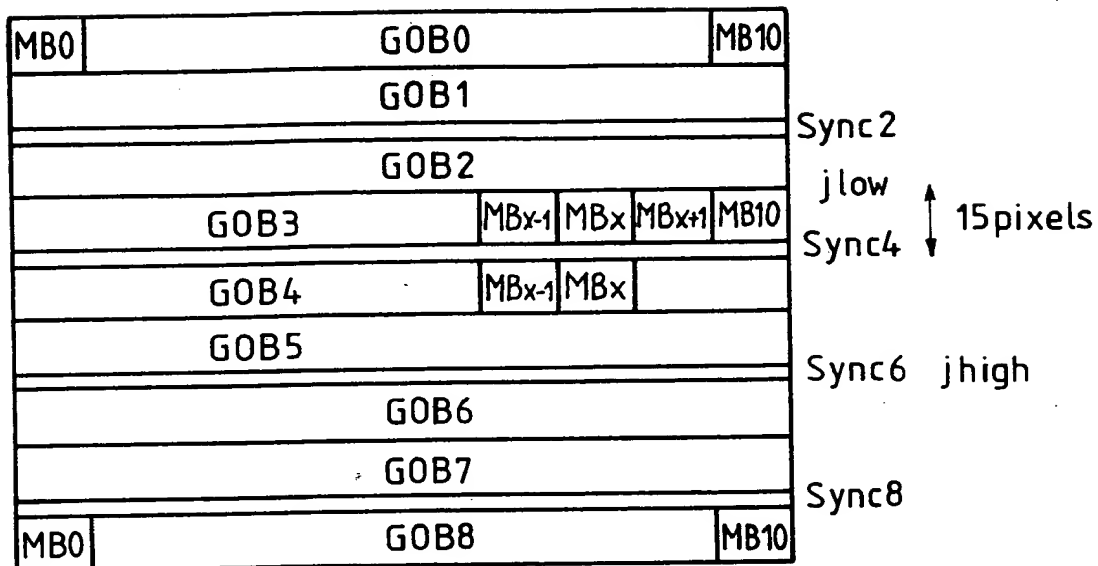 MB0 GOB0 MB10
GOB1
Sync2
GOB2
jlow
GOB3 MBx-1 MBx MBx+1 MB10
15pixels
Sync4
GOB4 MBx-1 MBx
GOB5
Sync6 jhigh
GOB6
GOB7
Sync8
MB0 GOB8 MB10